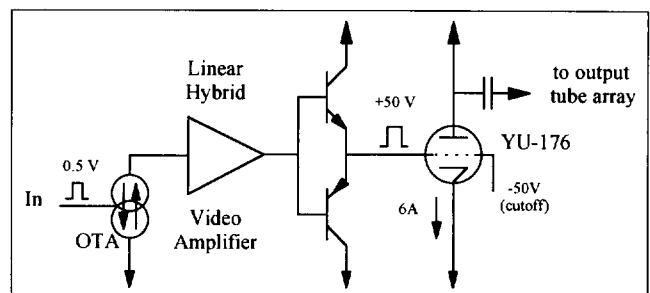 Linear
Hybrid
+50 V
to output
tube array
0.5 V
YU-176
In
-50V
(cutoff)
6A
OTA
Video
Amplifier